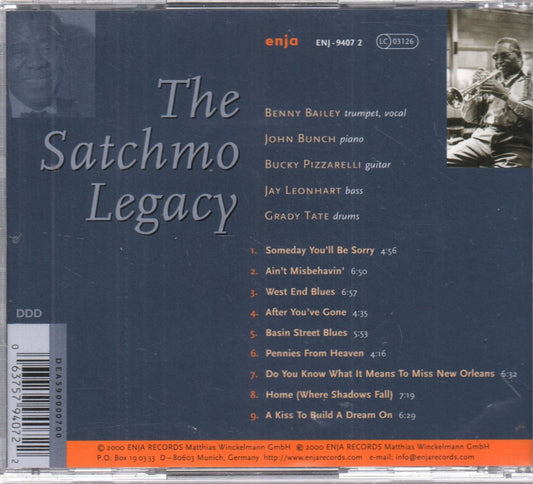 enja ENJ-9407 2 LC 03126
The
Satchmo
Legacy
BENNY BAILEY trumpet, vocal
JOHN BUNCH piano
BUCKY PIZZARELLI guitar
JAY LEONHART bass
GRADY TATE drums
1. Someday You'll Be Sorry 4:56
2. Ain't Misbehavin' 6:50
3. West End Blues 6:57
4. After You've Gone 4:35
5. Basin Street Blues 5:53
6. Pennies From Heaven 4:16
7. Do You Know What It Means To Miss New Orleans 6:32
8. Home (Where Shadows Fall) 7:19
9. A Kiss To Build A Dream On 6:29
DDD
DEA590000700
0 63757 94072 2
© 2000 ENJA RECORDS Matthias Winckelmann GmbH ℗ 2000 ENJA RECORDS Matthias Winckelmann GmbH
P.O. Box 19 03 33 D – 80603 Munich, Germany http://www.enjarecords.com e-mail: info@enjarecords.com